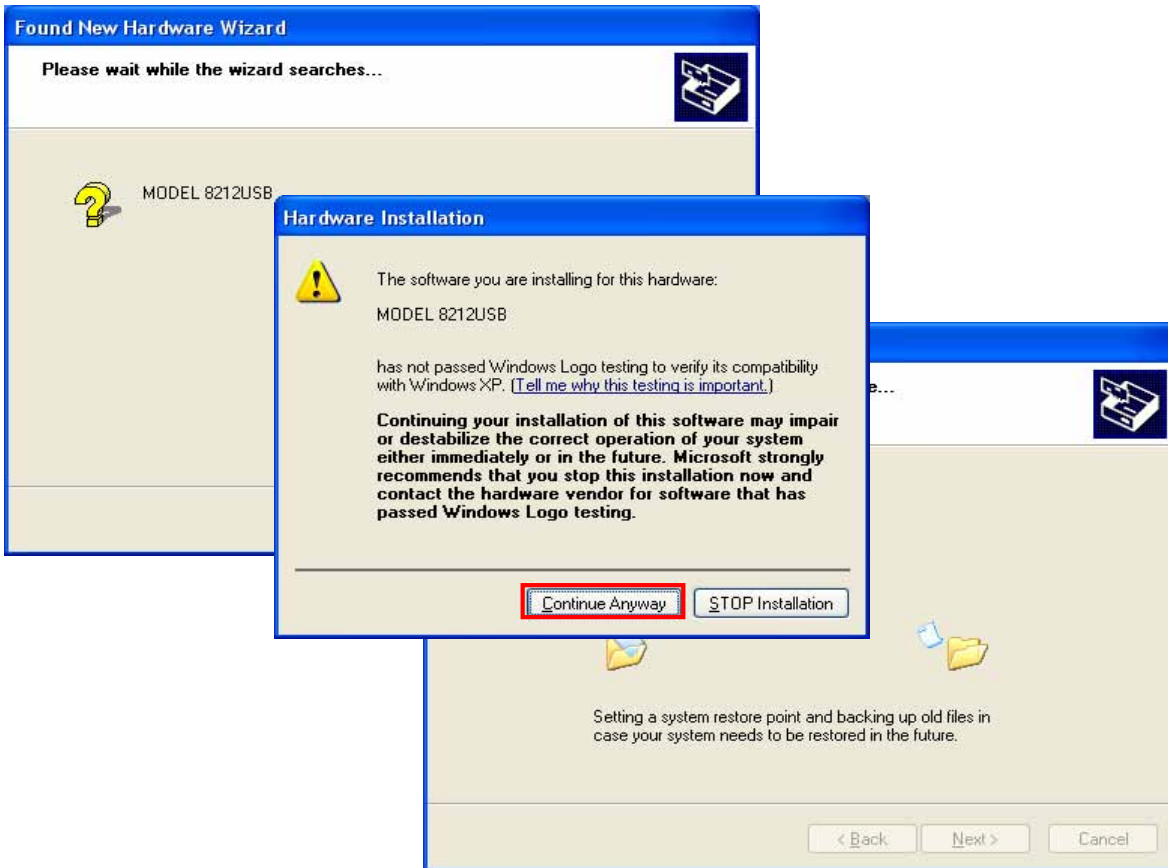 Found New Hardware Wizard
Please wait while the wizard searches...
MODEL 8212USB
Hardware Installation
The software you are installing for this hardware:
MODEL 8212USB
has not passed Windows Logo testing to verify its compatibility
with Windows XP. (Tell me why this testing is important.)
Continuing your installation of this software may impair
or destabilize the correct operation of your system
either immediately or in the future. Microsoft strongly
recommends that you stop this installation now and
contact the hardware vendor for software that has
passed Windows Logo testing.
Continue Anyway
STOP Installation
e...
Setting a system restore point and backing up old files in
case your system needs to be restored in the future.
< Back
Next >
Cancel